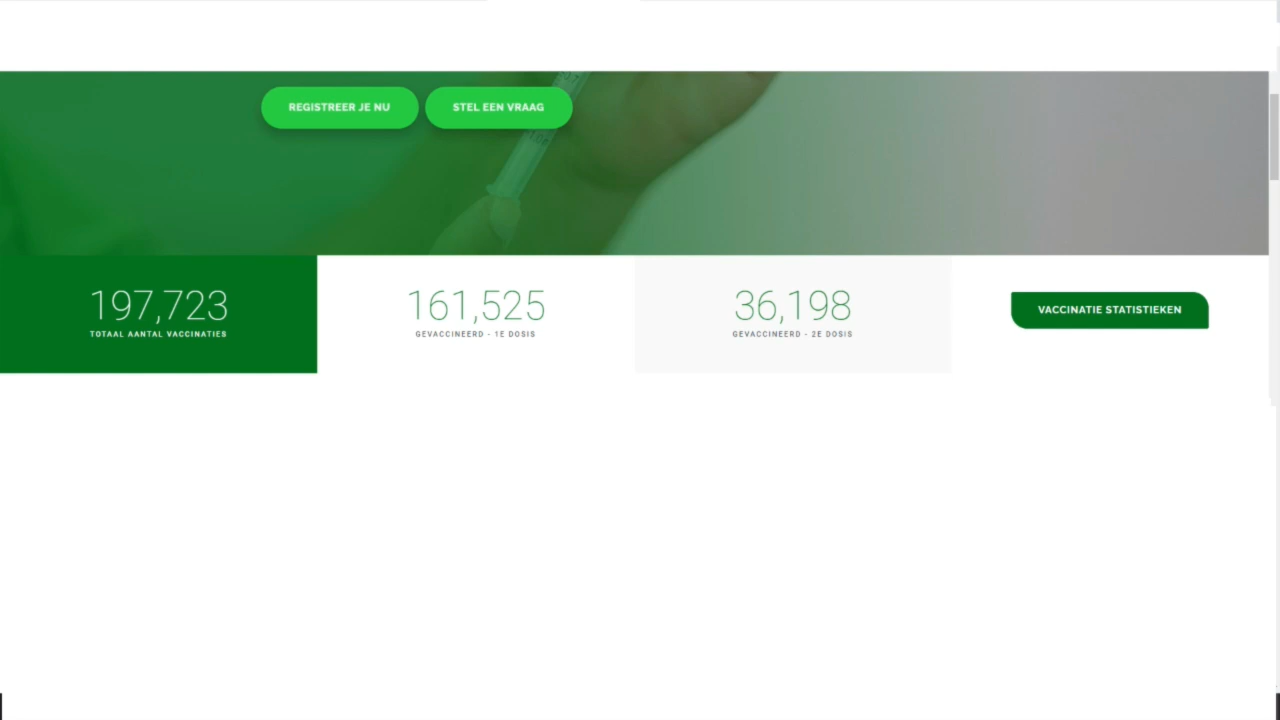 REGISTREER JE NU
STEL EEN VRAAG
197,723
TOTAAL AANTAL VACCINATIES
161,525
GEVACCINEERD - 1E DOSIS
36,198
GEVACCINEERD - 2E DOSIS
VACCINATIE STATISTIEKEN